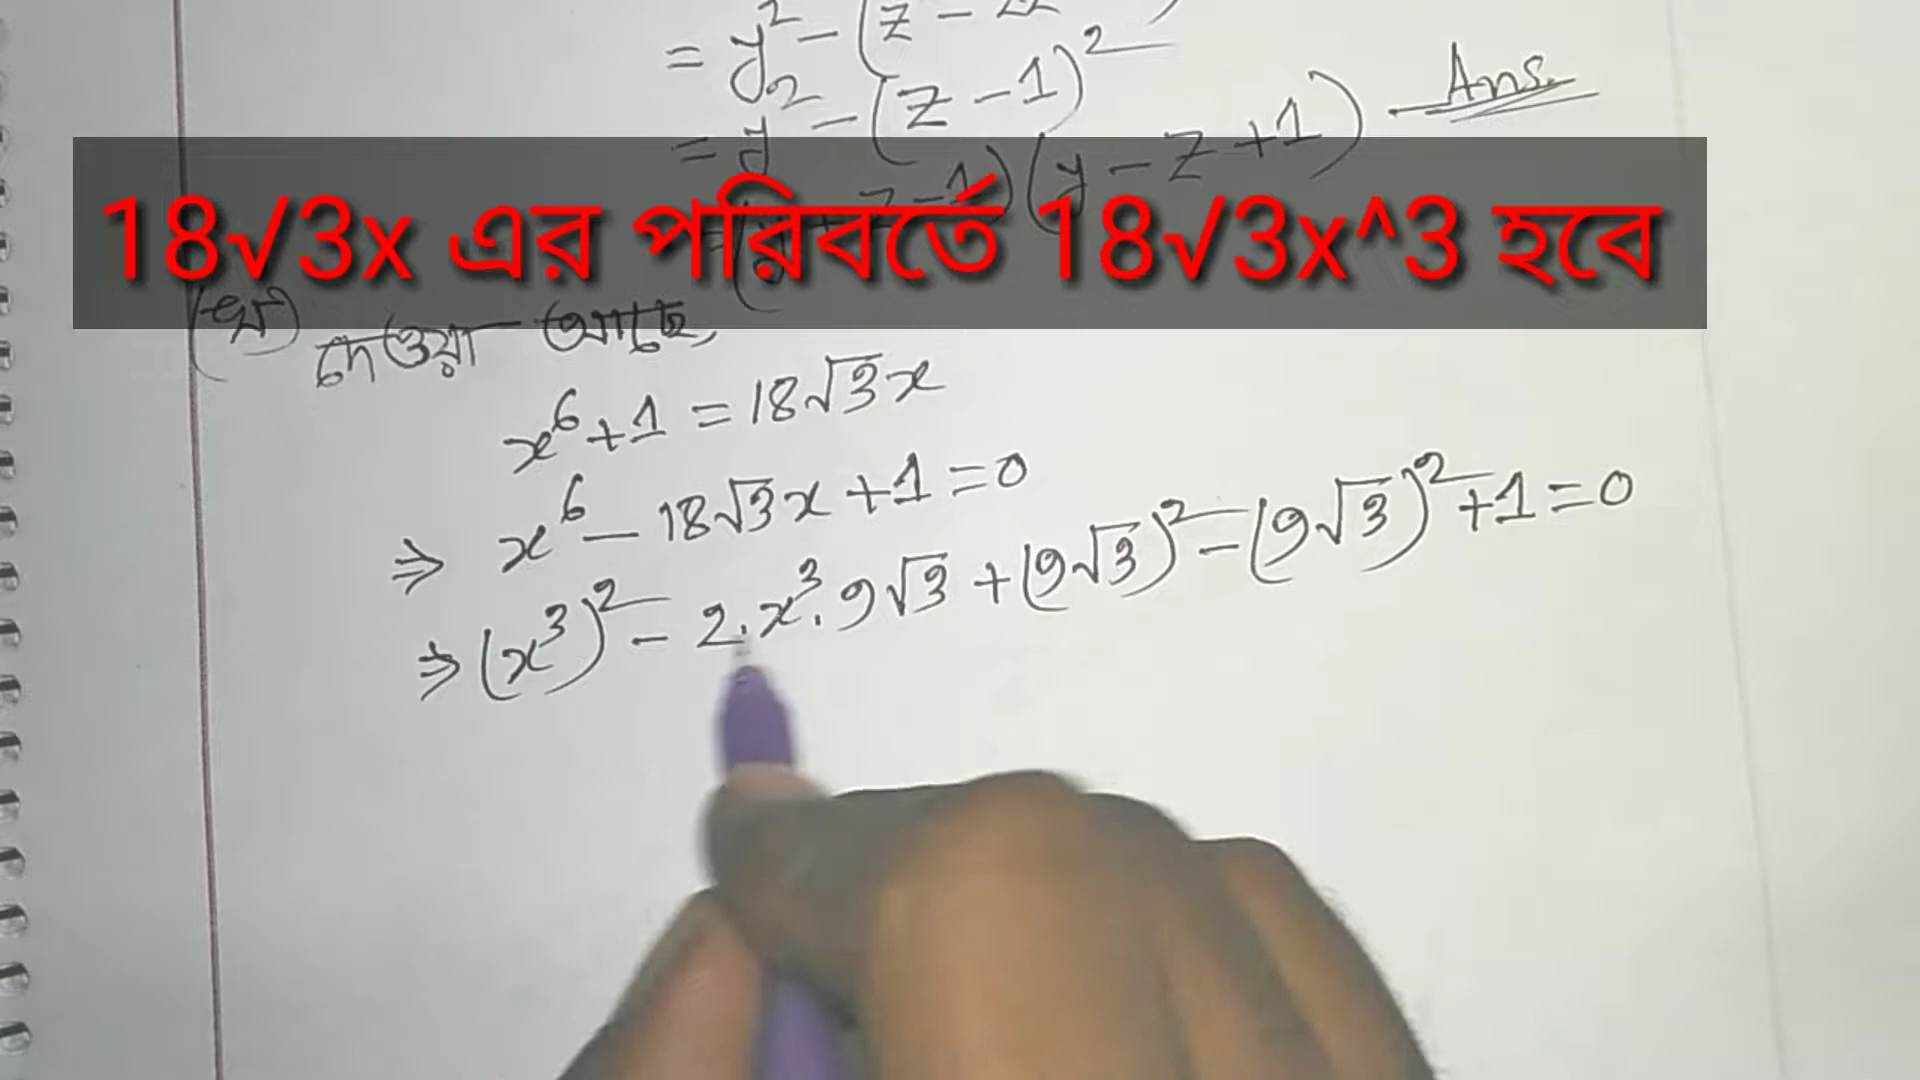 = y² - (z -
= y² - (z - 1)²
= (y + z - 1)(y - z + 1) Ans.
18√3x এর পরিবর্তে 18√3x^3 হবে
(খ) দেওয়া আছে,
x⁶ + 1 = 18√3x
⇒ x⁶ - 18√3x + 1 = 0
⇒ (x³)² - 2.x³.9√3 + (9√3)² - (9√3)² + 1 = 0